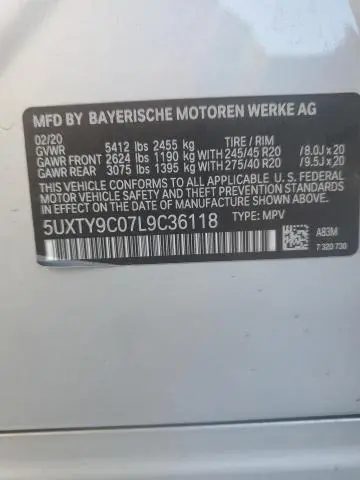 MFD BY BAYERISCHE MOTOREN WERKE AG
02/20
GVWR 5412 lbs 2455 kg TIRE / RIM
GAWR FRONT 2624 lbs 1190 kg WITH 245/45 R20 / 8.0J x 20
GAWR REAR 3075 lbs 1395 kg WITH 275/40 R20 / 9.5J x 20
THIS VEHICLE CONFORMS TO ALL APPLICABLE U.S. FEDERAL
MOTOR VEHICLE SAFETY AND THEFT PREVENTION STANDARDS
IN EFFECT ON THE DATE OF MANUFACTURE SHOWN ABOVE.
5UXTY9C07L9C36118 TYPE: MPV
A83M
7 320 730